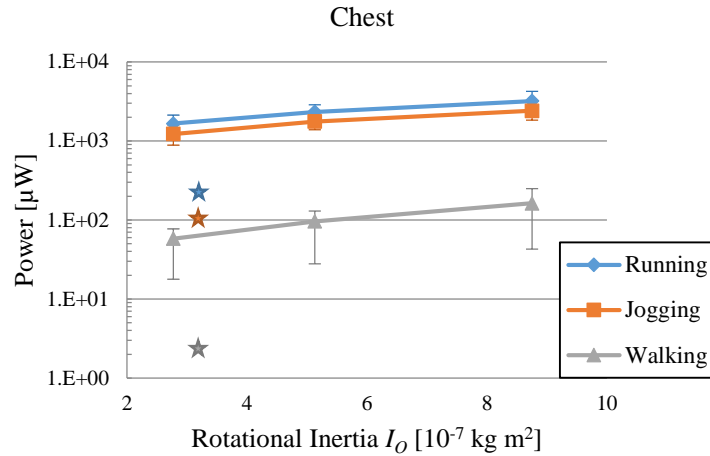 Chest
Power [µW]
1.E+04
1.E+03
1.E+02
1.E+01
1.E+00
Running
Jogging
Walking
2 4 6 8 10
Rotational Inertia I_O [10⁻⁷ kg m²]